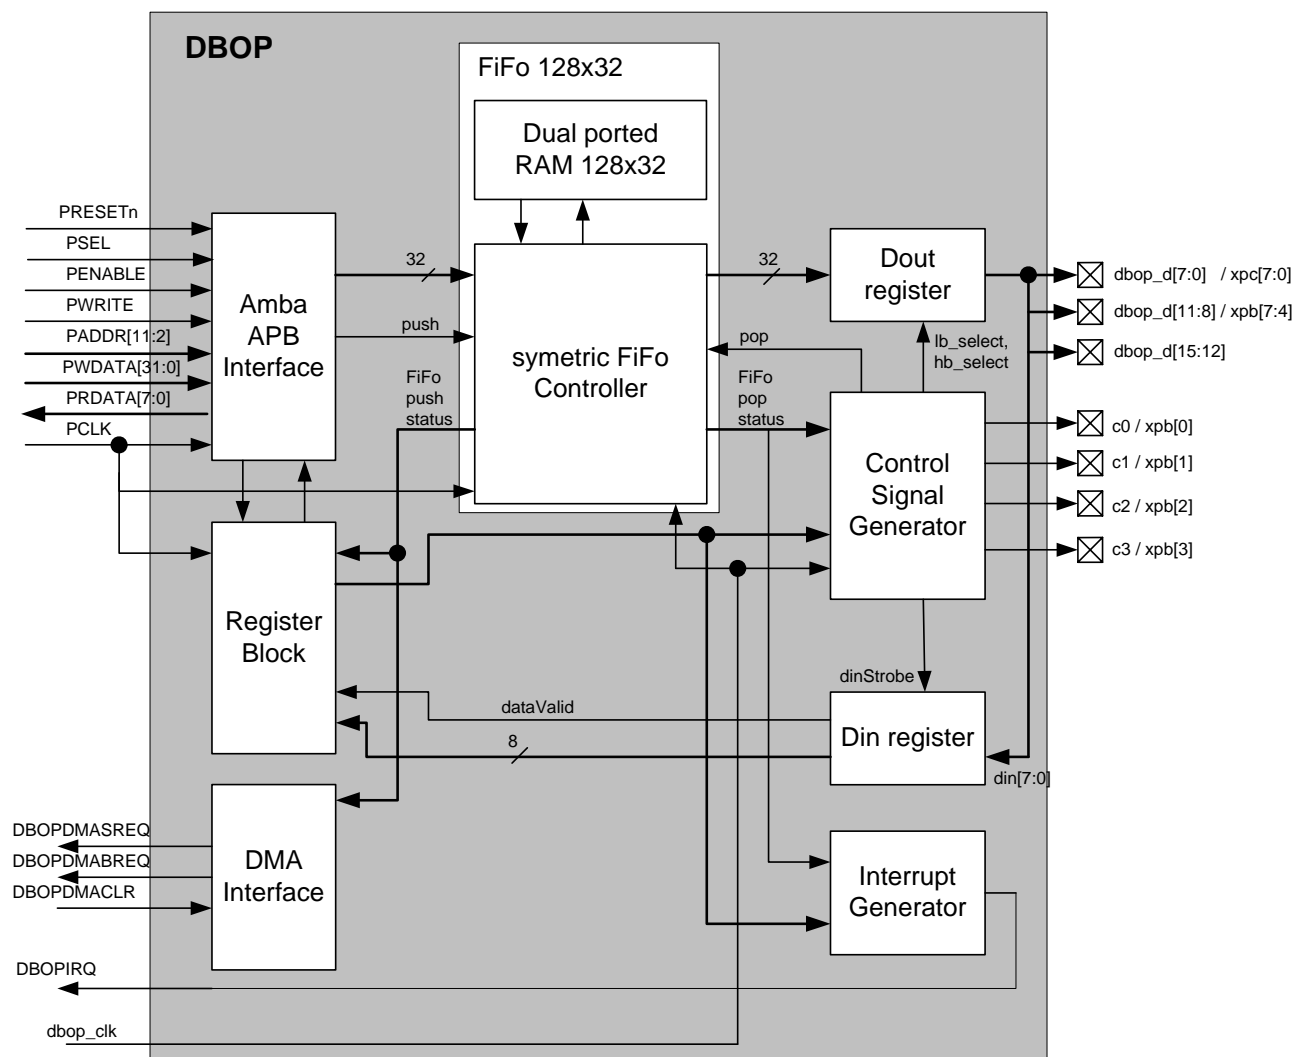 DBOP
FiFo 128x32
Dual ported
RAM 128x32
PRESETn
PSEL
PENABLE
PWRITE
PADDR[11:2]
PWDATA[31:0]
PRDATA[7:0]
PCLK
Amba
APB
Interface
32
push
FiFo
push
status
symetric FiFo
Controller
32
pop
FiFo
pop
status
Dout
register
lb_select,
hb_select
dbop_d[7:0] / xpc[7:0]
dbop_d[11:8] / xpb[7:4]
dbop_d[15:12]
Control
Signal
Generator
c0 / xpb[0]
c1 / xpb[1]
c2 / xpb[2]
c3 / xpb[3]
Register
Block
dinStrobe
dataValid
8
Din register
din[7:0]
DBOPDMASREQ
DBOPDMABREQ
DBOPDMACLR
DMA
Interface
Interrupt
Generator
DBOPIRQ
dbop_clk